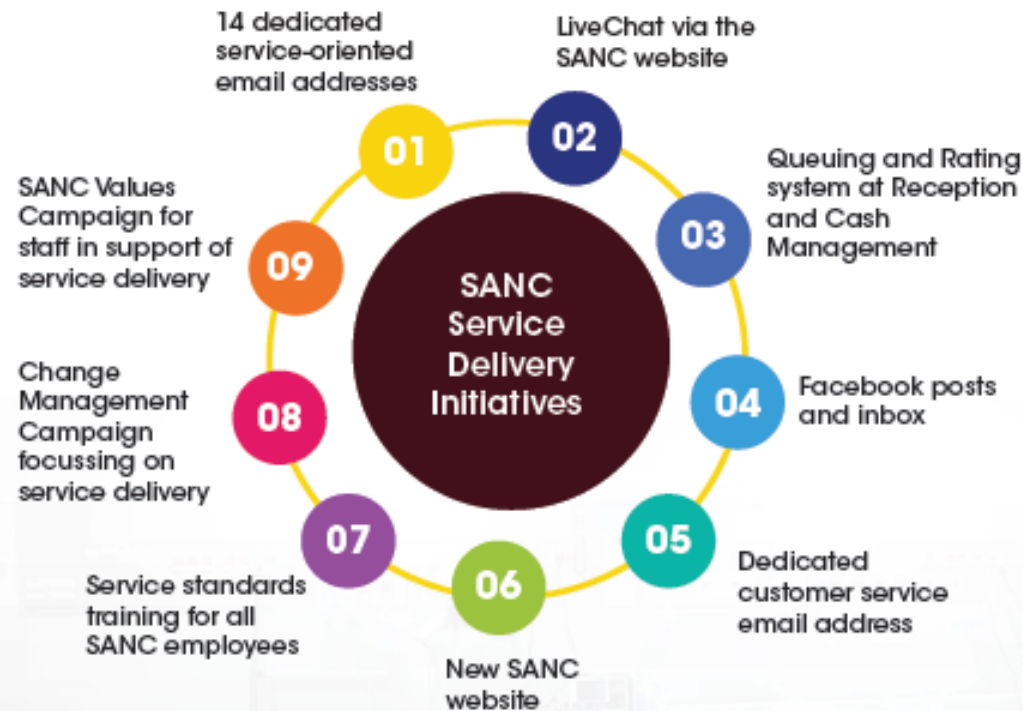 SANC
Service
Delivery
Initiatives
01
14 dedicated
service-oriented
email addresses
02
LiveChat via the
SANC website
03
Queuing and Rating
system at Reception
and Cash
Management
04
Facebook posts
and inbox
05
Dedicated
customer service
email address
06
New SANC
website
07
Service standards
training for all
SANC employees
08
Change
Management
Campaign
focussing on
service delivery
09
SANC Values
Campaign for
staff in support of
service delivery